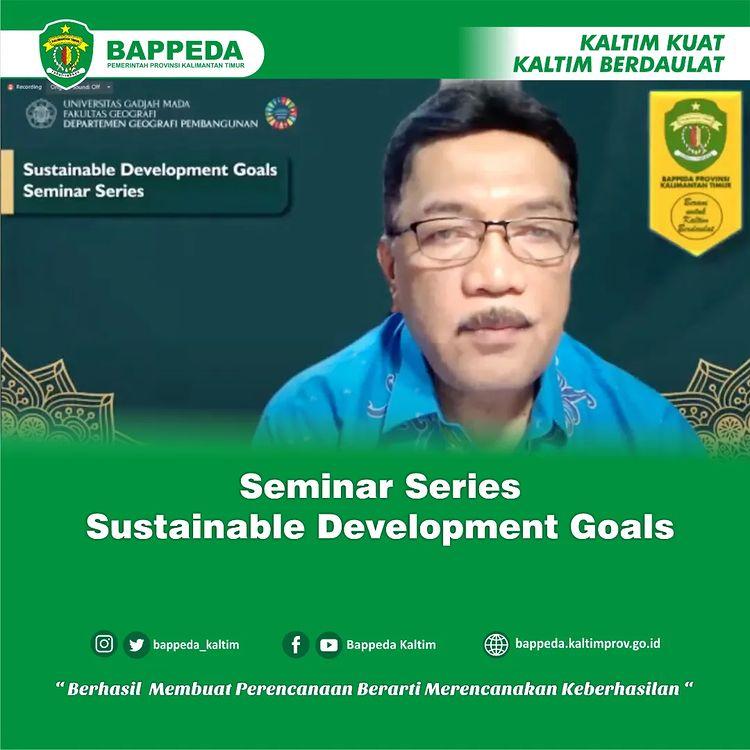 BAPPEDA
PEMERINTAH PROVINSI KALIMANTAN TIMUR
KALTIM KUAT
KALTIM BERDAULAT
Recording
UNIVERSITAS GADJAH MADA
FAKULTAS GEOGRAFI
DEPARTEMEN GEOGRAFI PEMBANGUNAN
Sustainable Development Goals
Seminar Series
BAPPEDA PROVINSI
KALIMANTAN TIMUR
Berani
untuk
Kaltim
Berdaulat
Seminar Series
Sustainable Development Goals
bappeda_kaltim
Bappeda Kaltim
bappeda.kaltimprov.go.id
“ Berhasil Membuat Perencanaan Berarti Merencanakan Keberhasilan “